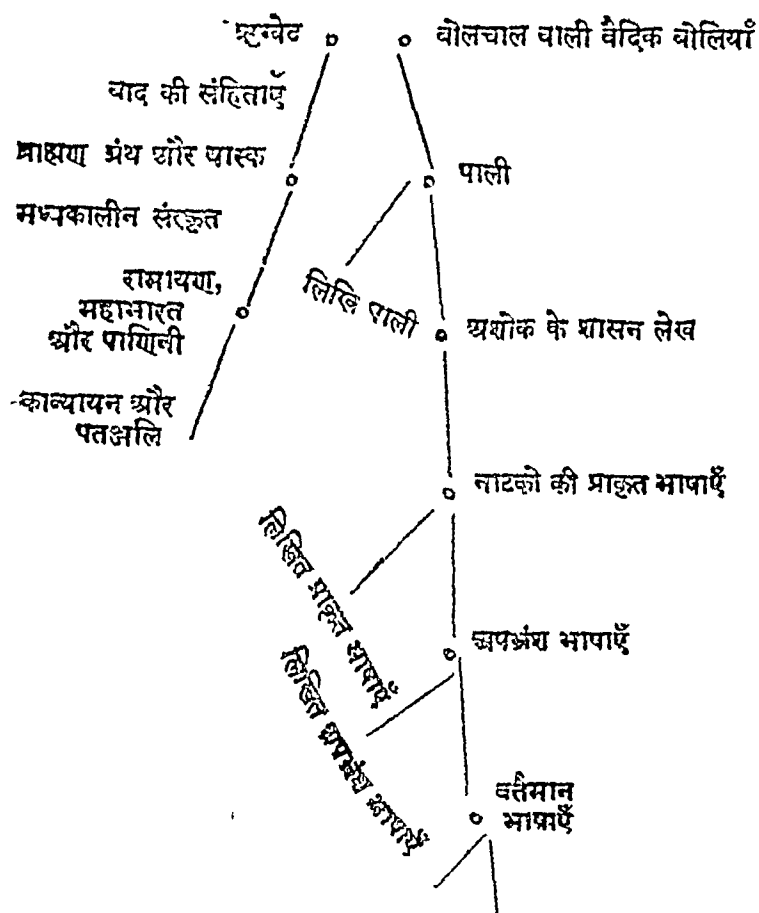 ऋग्वेद
बोलचाल वाली वैदिक बोलियाँ
बाद की संहिताएँ
ब्राह्मण ग्रंथ और यास्क
पाली
मध्यकालीन संस्कृत
रामायण,
महाभारत
और पाणिनी
लिखित पाली
अशोक के शासन लेख
कात्यायन और
पतञ्जलि
नाटको की प्राकृत भाषाएँ
लिखित प्राकृत भाषाएँ
अपभ्रंश भाषाएँ
लिखित अपभ्रंश भाषाएँ
वर्तमान
भाषाएँ